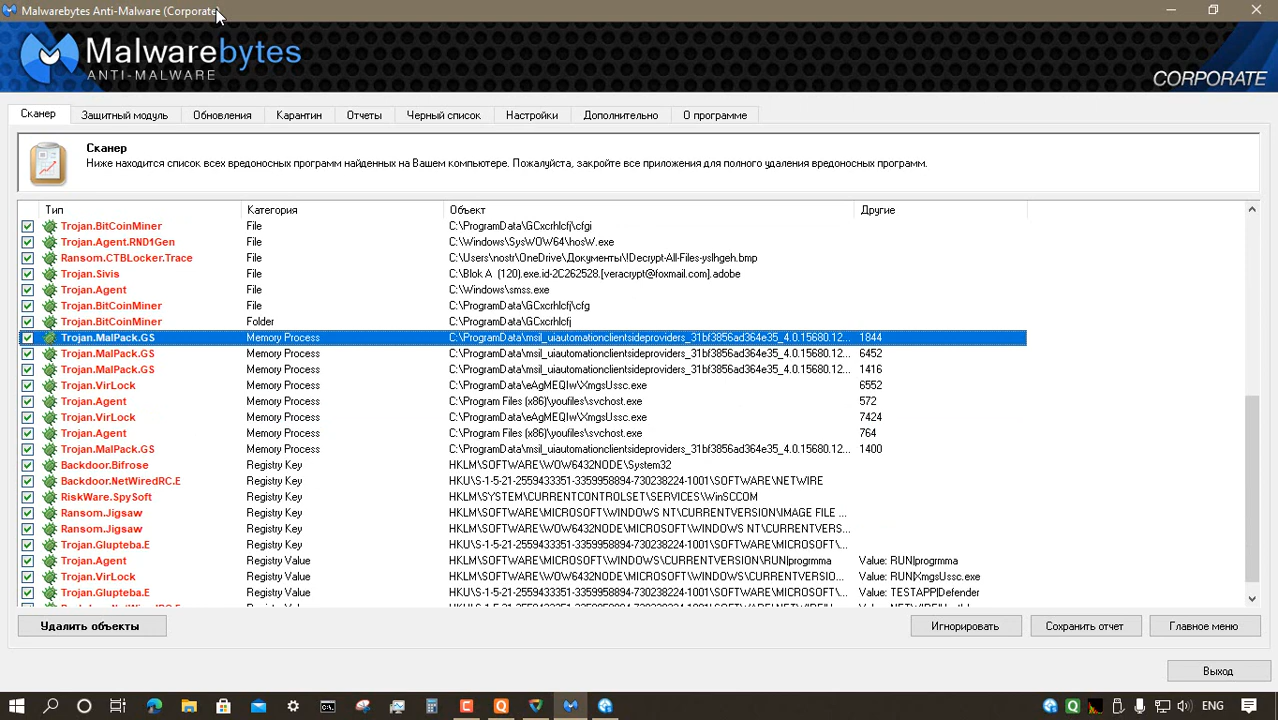 Malwarebytes Anti-Malware (Corporate)
Malwarebytes
ANTI-MALWARE
CORPORATE
Сканер Защитный модуль Обновления Карантин Отчеты Черный список Настройки Дополнительно О программе
Сканер
Ниже находится список всех вредоносных программ найденных на Вашем компьютере. Пожалуйста, закройте все приложения для полного удаления вредоносных программ.
Тип Категория Объект Другие
Trojan.BitCoinMiner File C:\ProgramData\GCxcrhlcfj\cfgi
Trojan.Agent.RND1Gen File C:\Windows\SysWOW64\hosW.exe
Ransom.CTBLocker.Trace File C:\Users\nostr\OneDrive\Документы\!Decrypt-All-Files-yslhgeh.bmp
Trojan.Sivis File C:\Blok A (120).exe.id-2C262528.[veracrypt@foxmail.com].adobe
Trojan.Agent File C:\Windows\smss.exe
Trojan.BitCoinMiner File C:\ProgramData\GCxcrhlcfj\cfg
Trojan.BitCoinMiner Folder C:\ProgramData\GCxcrhlcfj
Trojan.MalPack.GS Memory Process C:\ProgramData\msil_uiautomationclientsideproviders_31bf3856ad364e35_4.0.15680.12... 1844
Trojan.MalPack.GS Memory Process C:\ProgramData\msil_uiautomationclientsideproviders_31bf3856ad364e35_4.0.15680.12... 6452
Trojan.MalPack.GS Memory Process C:\ProgramData\msil_uiautomationclientsideproviders_31bf3856ad364e35_4.0.15680.12... 1416
Trojan.VirLock Memory Process C:\ProgramData\eAgMEQIw\XmgsUssc.exe 6552
Trojan.Agent Memory Process C:\Program Files (x86)\youfiles\svchost.exe 572
Trojan.VirLock Memory Process C:\ProgramData\eAgMEQIw\XmgsUssc.exe 7424
Trojan.Agent Memory Process C:\Program Files (x86)\youfiles\svchost.exe 764
Trojan.MalPack.GS Memory Process C:\ProgramData\msil_uiautomationclientsideproviders_31bf3856ad364e35_4.0.15680.12... 1400
Backdoor.Bifrose Registry Key HKLM\SOFTWARE\WOW6432NODE\System32
Backdoor.NetWiredRC.E Registry Key HKU\S-1-5-21-2559433351-3359958894-730238224-1001\SOFTWARE\NETWIRE
RiskWare.SpySoft Registry Key HKLM\SYSTEM\CURRENTCONTROLSET\SERVICES\WinSCCOM
Ransom.Jigsaw Registry Key HKLM\SOFTWARE\MICROSOFT\WINDOWS NT\CURRENTVERSION\IMAGE FILE ...
Ransom.Jigsaw Registry Key HKLM\SOFTWARE\WOW6432NODE\MICROSOFT\WINDOWS NT\CURRENTVERS...
Trojan.Glupteba.E Registry Key HKU\S-1-5-21-2559433351-3359958894-730238224-1001\SOFTWARE\MICROSOFT\...
Trojan.Agent Registry Value HKLM\SOFTWARE\MICROSOFT\WINDOWS\CURRENTVERSION\RUN|progrmma Value: RUN|progrmma
Trojan.VirLock Registry Value HKLM\SOFTWARE\WOW6432NODE\MICROSOFT\WINDOWS\CURRENTVERSIO... Value: RUN|XmgsUssc.exe
Trojan.Glupteba.E Registry Value HKU\S-1-5-21-2559433351-3359958894-730238224-1001\SOFTWARE\MICROSOFT\... Value: TESTAPP|Defender
Удалить объекты Игнорировать Сохранить отчет Главное меню
Выход
ENG